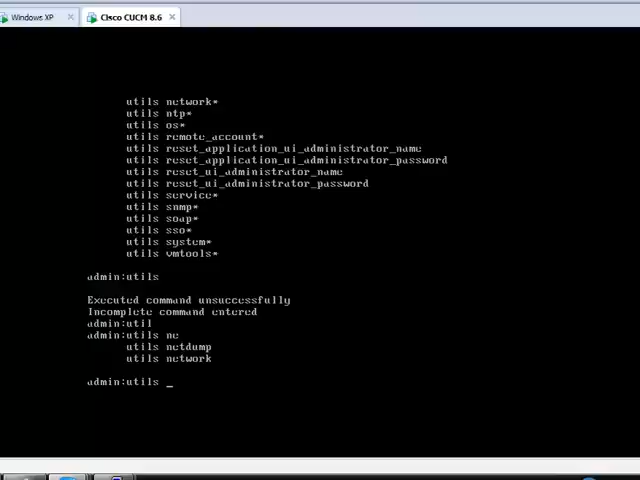 Windows XP
Cisco CUCM 8.6
utils network*
utils ntp*
utils os*
utils remote_account*
utils reset_application_ui_administrator_name
utils reset_application_ui_administrator_password
utils reset_ui_administrator_name
utils reset_ui_administrator_password
utils service*
utils snmp*
utils soap*
utils sso*
utils system*
utils vmtools*
admin:utils
Executed command unsuccessfully
Incomplete command entered
admin:util
admin:utils ne
utils netdump
utils network
admin:utils _